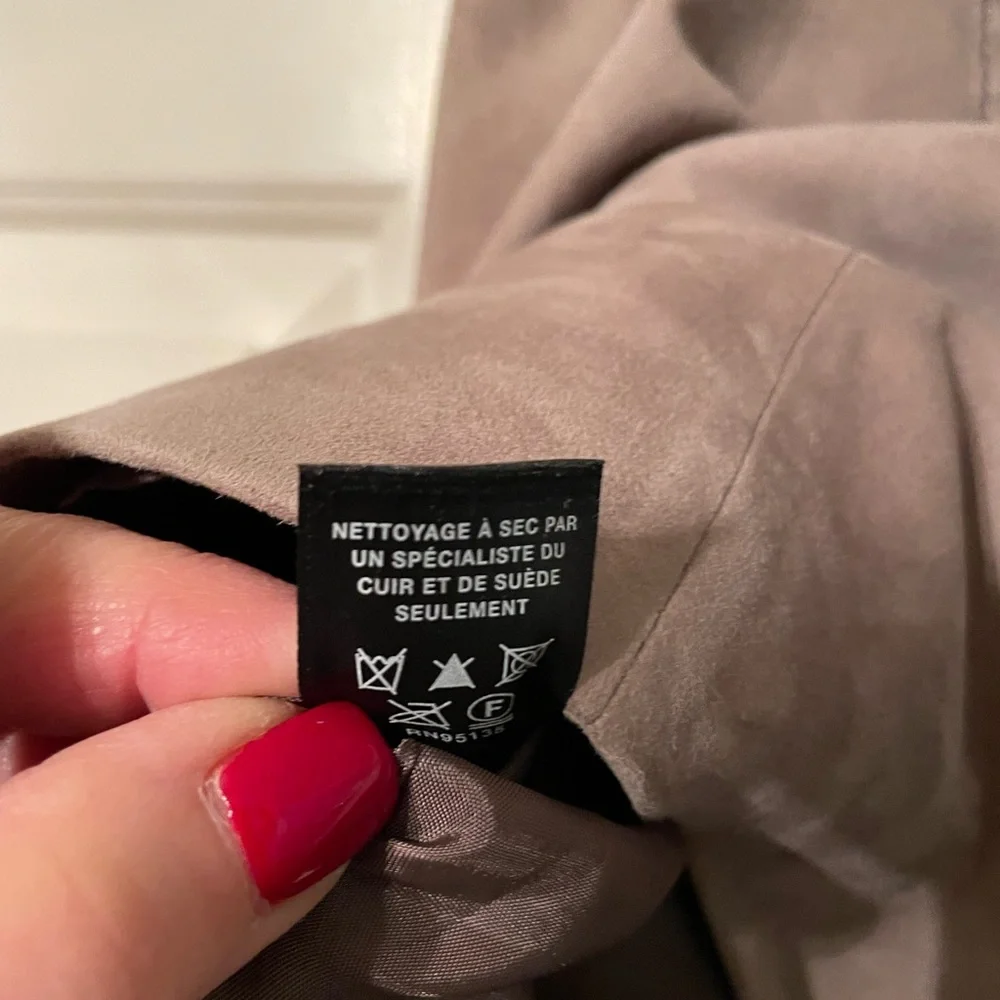 NETTOYAGE À SEC PAR
UN SPÉCIALISTE DU
CUIR ET DE SUÈDE
SEULEMENT
F
RN95135